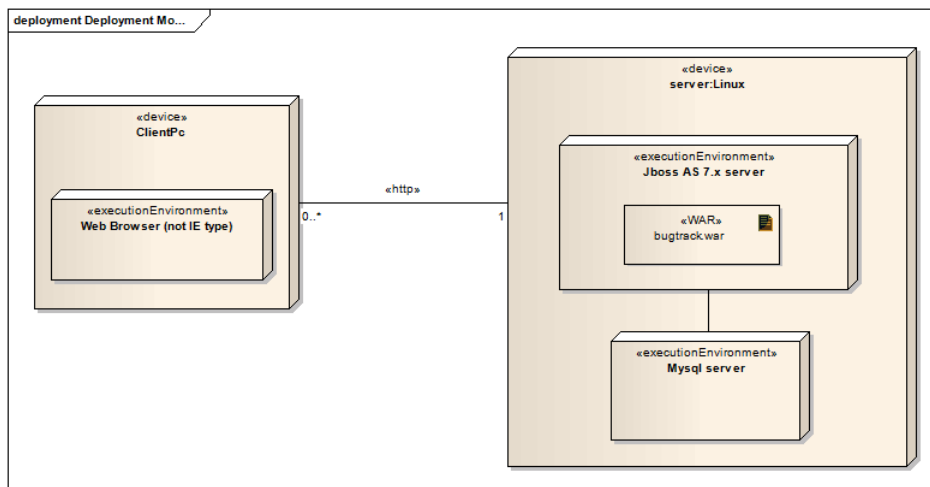 deployment Deployment Mo...
«device»
ClientPc
«executionEnvironment»
Web Browser (not IE type)
«http»
0..*
1
«device»
server:Linux
«executionEnvironment»
Jboss AS 7.x server
«WAR»
bugtrack.war
«executionEnvironment»
Mysql server